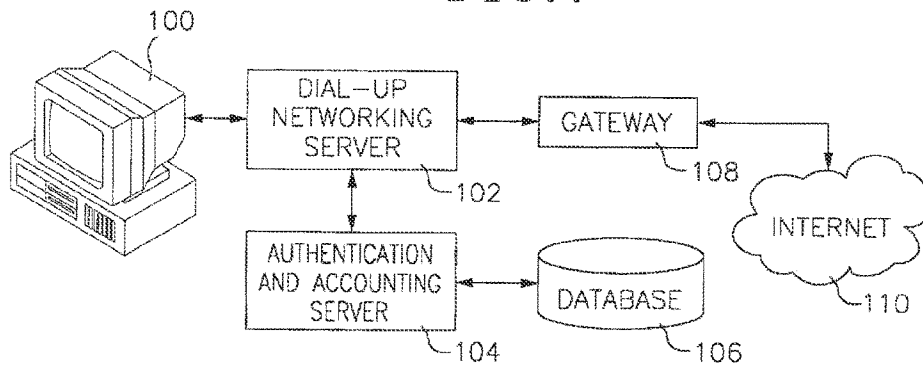 100
DIAL-UP
NETWORKING
SERVER
102
GATEWAY
108
INTERNET
110
AUTHENTICATION
AND ACCOUNTING
SERVER
104
DATABASE
106